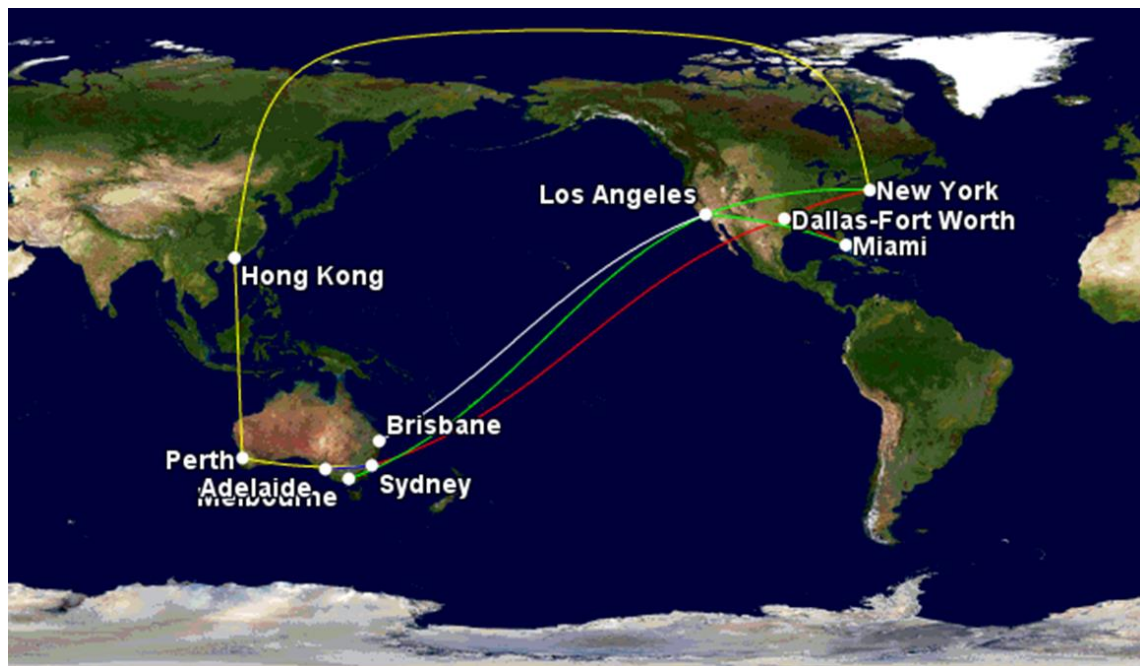 Los Angeles
New York
Dallas-Fort Worth
Miami
Hong Kong
Brisbane
Perth
Sydney
Adelaide
Melbourne